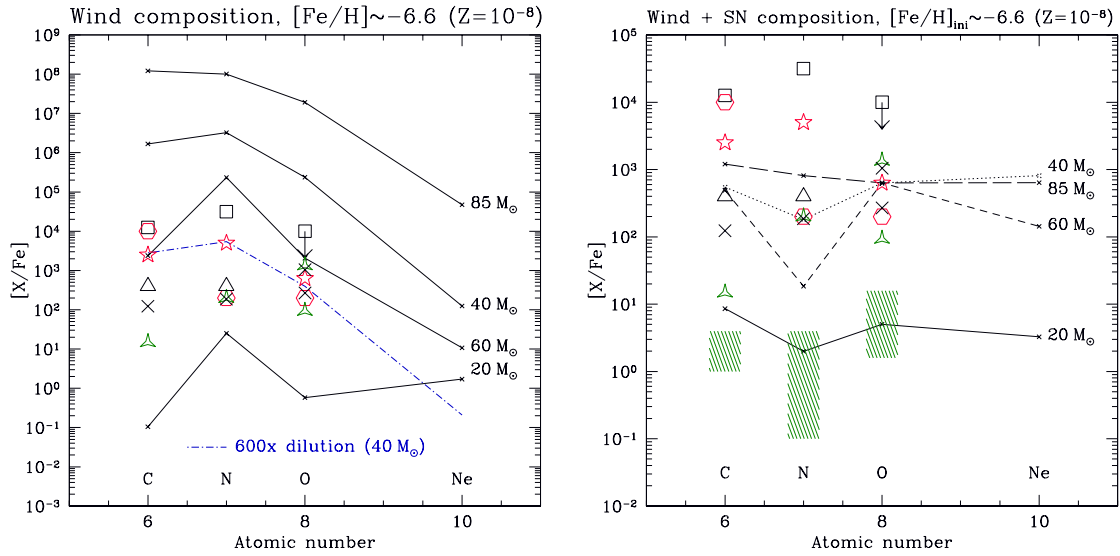 Wind composition, [Fe/H]~−6.6 (Z=10⁻⁸)
[X/Fe]
10⁹
10⁸
10⁷
10⁶
10⁵
10⁴
10³
10²
10¹
10⁰
10⁻¹
10⁻²
10⁻³
85 M⊙
40 M⊙
60 M⊙
20 M⊙
600x dilution (40 M⊙)
C N O Ne
6 8 10
Atomic number
Wind + SN composition, [Fe/H]ini~−6.6 (Z=10⁻⁸)
[X/Fe]
10⁵
10⁴
10³
10²
10¹
10⁰
10⁻¹
10⁻²
40 M⊙
85 M⊙
60 M⊙
20 M⊙
C N O Ne
6 8 10
Atomic number